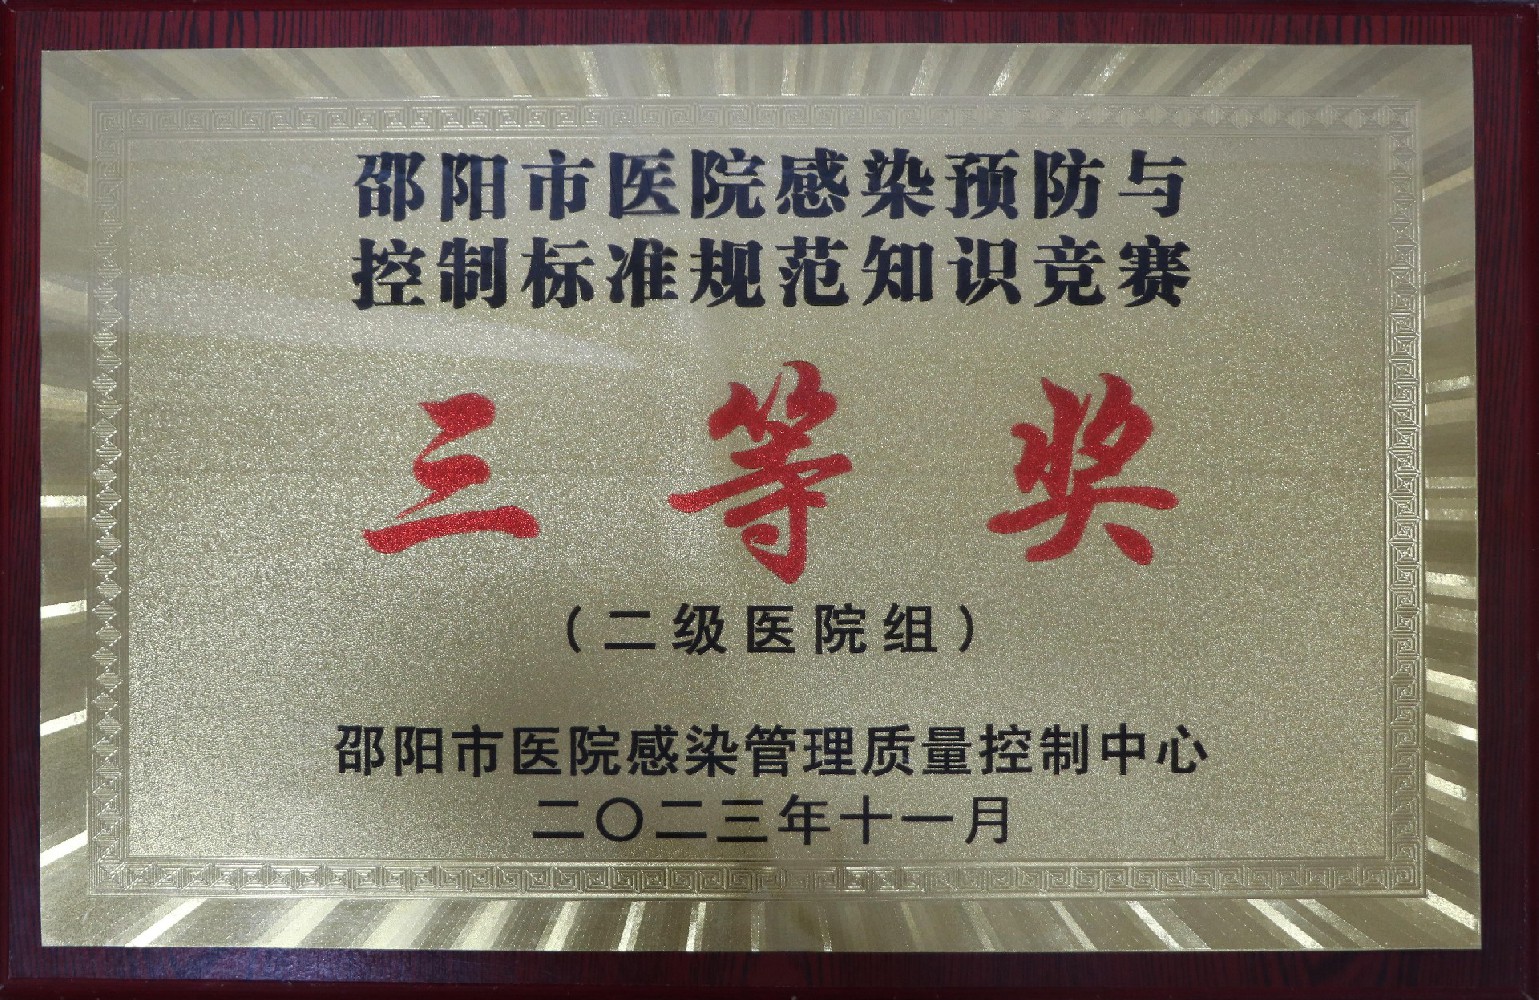 邵阳市医院感染预防与
控制标准规范知识竞赛
三等奖
（二级医院组）
邵阳市医院感染管理质量控制中心
二〇二三年十一月